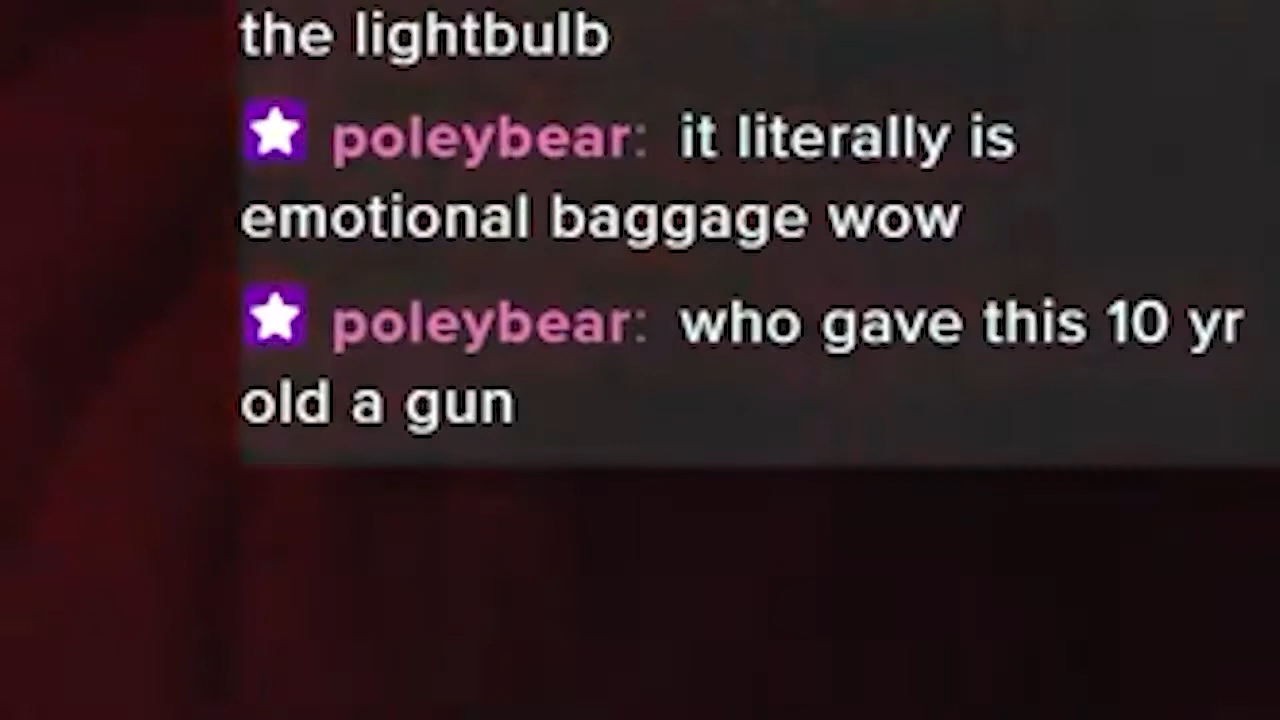 the lightbulb
poleybear: it literally is
emotional baggage wow
poleybear: who gave this 10 yr
old a gun